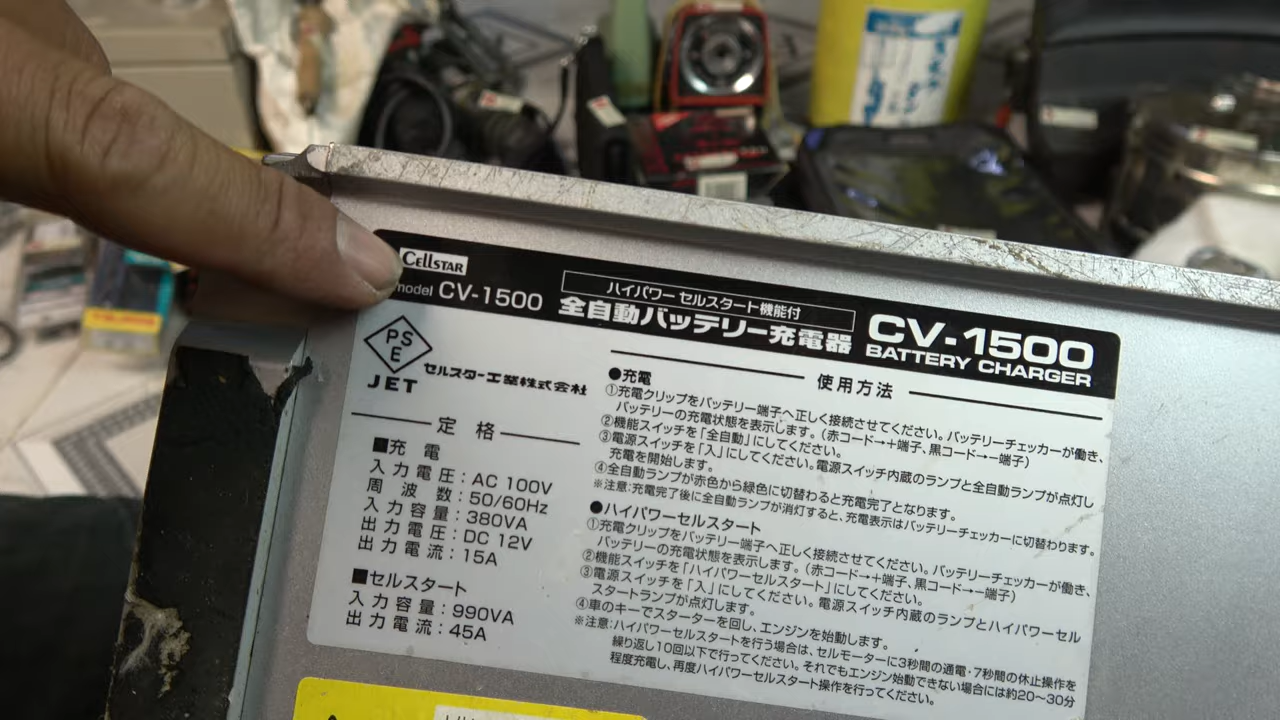 CELLSTAR
model CV-1500
ハイパワー セルスタート機能付
全自動バッテリー充電器
CV-1500
BATTERY CHARGER
PSE
JET
セルスター工業株式会社
定格
■充電
入力電圧：AC 100V
周波数：50/60Hz
入力容量：380VA
出力電圧：DC 12V
出力電流：15A
■セルスタート
入力容量：990VA
出力電流：45A
使用方法
●充電
①充電クリップをバッテリー端子へ正しく接続させてください。バッテリーチェッカーが働き、
バッテリーの充電状態を表示します。（赤コード→＋端子、黒コード→－端子）
②機能スイッチを「全自動」にしてください。
③電源スイッチを「入」にしてください。電源スイッチ内蔵のランプと全自動ランプが点灯し
充電を開始します。
④全自動ランプが赤色から緑色に切替わると充電完了となります。
※注意：充電完了後に全自動ランプが消灯すると、充電表示はバッテリーチェッカーに切替わります。
●ハイパワーセルスタート
①充電クリップをバッテリー端子へ正しく接続させてください。バッテリーチェッカーが働き、
バッテリーの充電状態を表示します。（赤コード→＋端子、黒コード→－端子）
②機能スイッチを「ハイパワーセルスタート」にしてください。
③電源スイッチを「入」にしてください。電源スイッチ内蔵のランプとハイパワーセル
スタートランプが点灯します。
④車のキーでスターターを回し、エンジンを始動します。
※注意：ハイパワーセルスタートを行う場合は、セルモーターに3秒間の通電・7秒間の休止操作を
繰り返し10回以下で行ってください。それでもエンジン始動できない場合には約20～30分
程度充電し、再度ハイパワーセルスタート操作を行ってください。